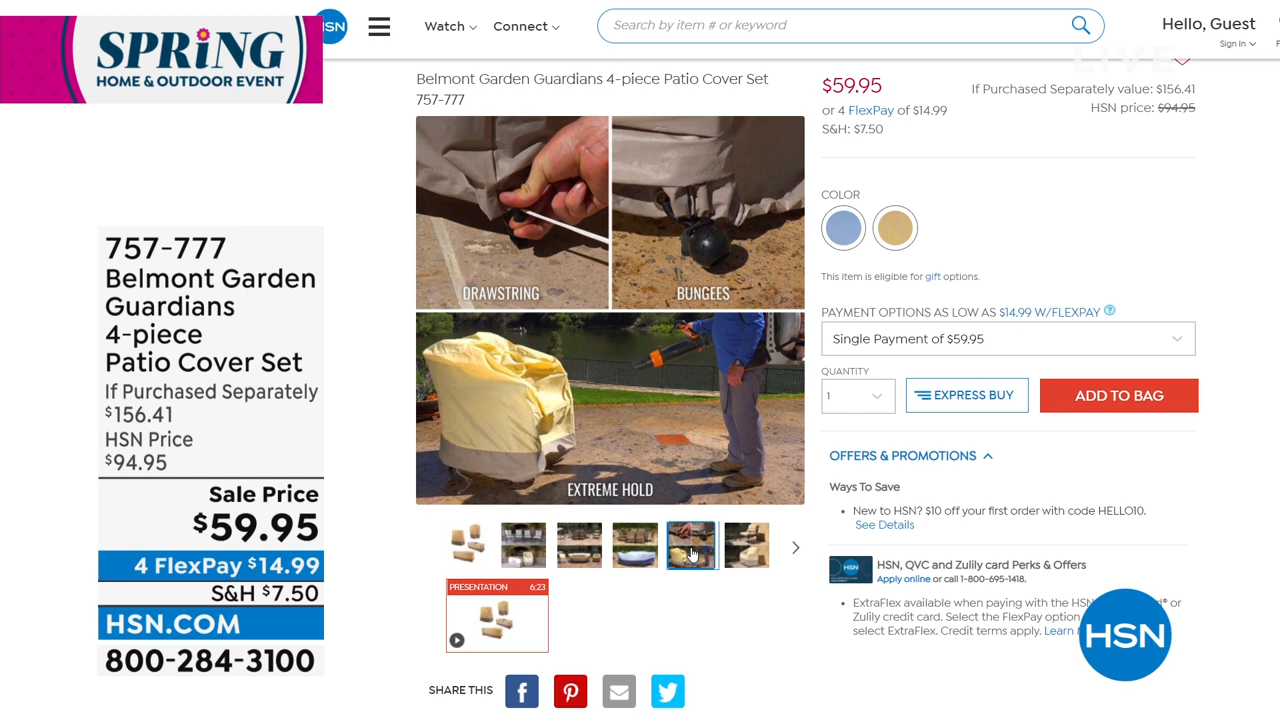 SPRiNG
HOME & OUTDOOR EVENT
757-777
Belmont Garden
Guardians
4-piece
Patio Cover Set
If Purchased Separately
$156.41
HSN Price
$94.95
Sale Price
$59.95
4 FlexPay $14.99
S&H $7.50
HSN.COM
800-284-3100
Watch
Connect
Search by item # or keyword
Hello, Guest
Sign In
LIVE
Belmont Garden Guardians 4-piece Patio Cover Set
757-777
DRAWSTRING
BUNGEES
EXTREME HOLD
PRESENTATION 6:23
SHARE THIS
$59.95
or 4 FlexPay of $14.99
S&H: $7.50
If Purchased Separately value: $156.41
HSN price: $94.95
COLOR
This item is eligible for gift options.
PAYMENT OPTIONS AS LOW AS $14.99 W/FLEXPAY ?
Single Payment of $59.95
QUANTITY
1
EXPRESS BUY
ADD TO BAG
OFFERS & PROMOTIONS
Ways To Save
• New to HSN? $10 off your first order with code HELLO10.
See Details
HSN, QVC and Zulily card Perks & Offers
Apply online or call 1-800-695-1418.
• ExtraFlex available when paying with the HSN or
Zulily credit card. Select the FlexPay option
select ExtraFlex. Credit terms apply. Learn
HSN